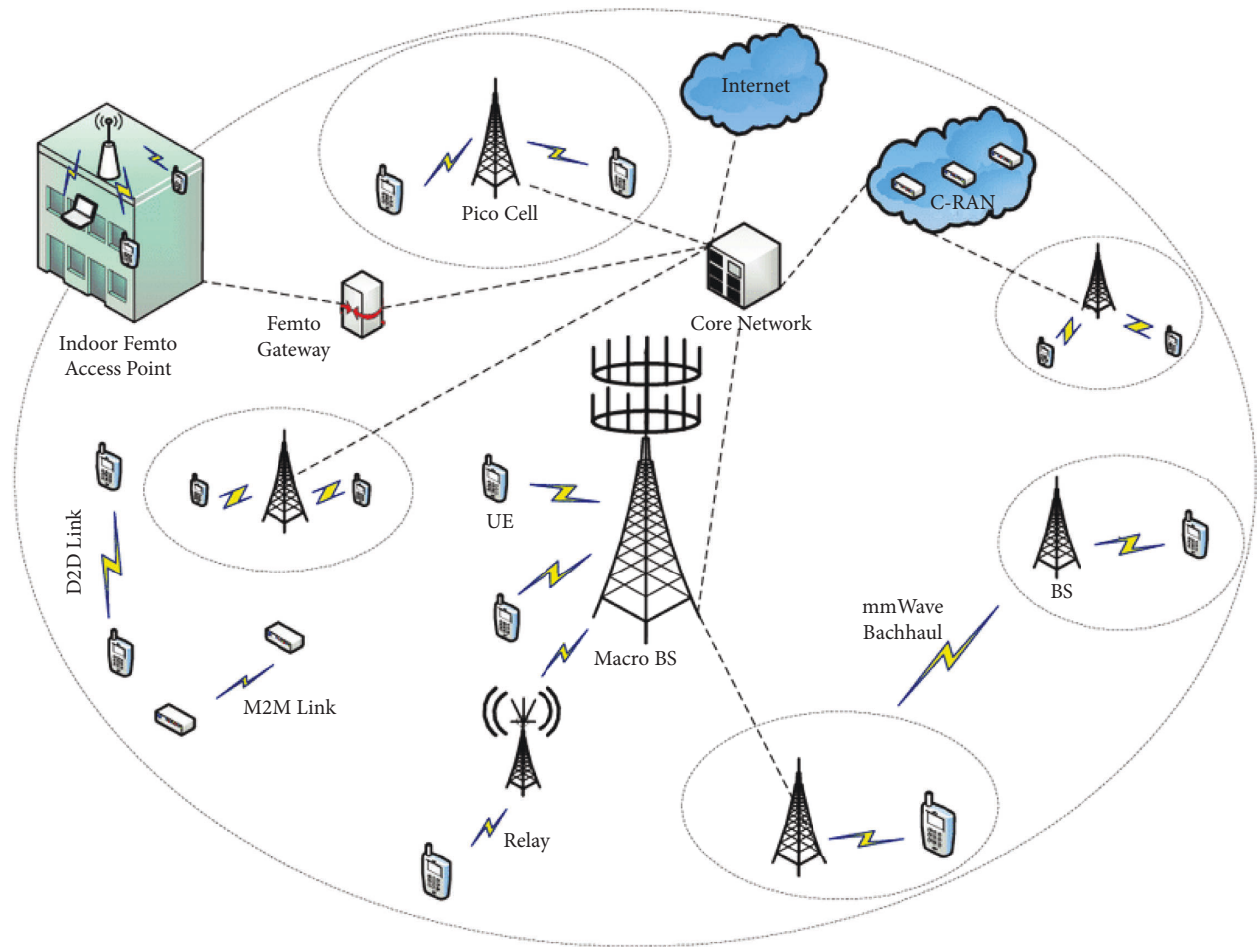 Internet
C-RAN
Pico Cell
Core Network
Femto
Gateway
Indoor Femto
Access Point
D2D Link
UE
BS
mmWave
Bachhaul
Macro BS
M2M Link
Relay